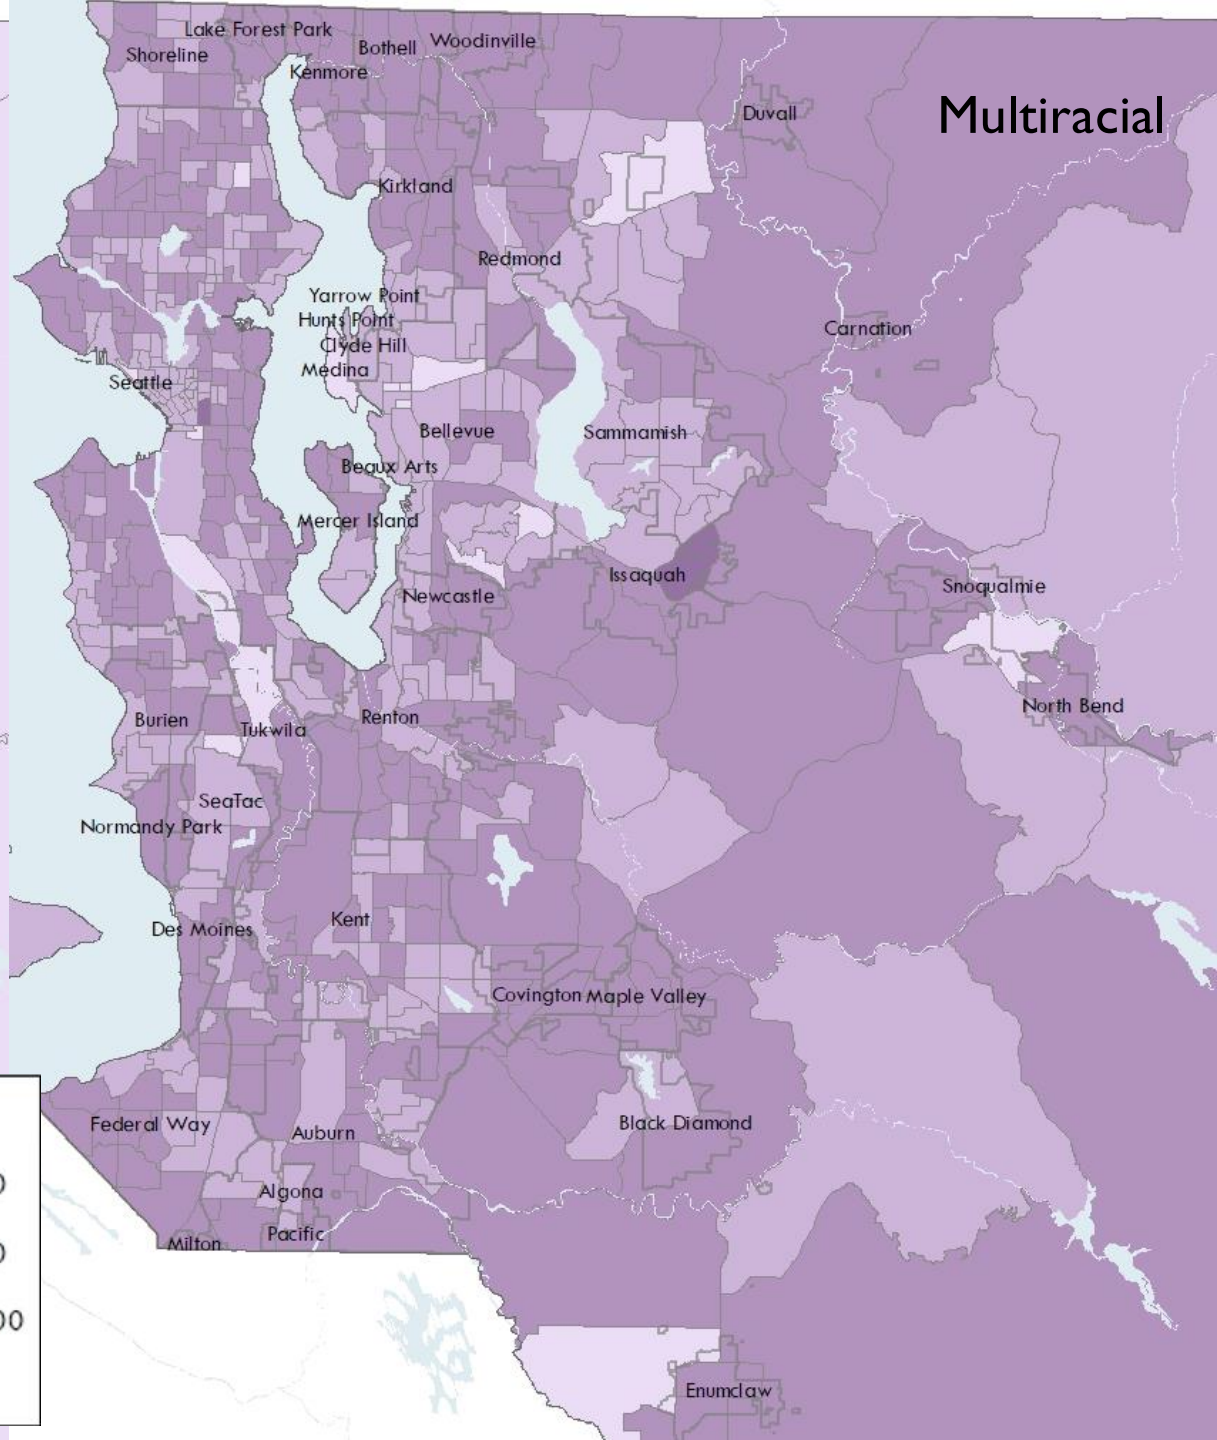 Lake Forest Park
Shoreline
Bothell
Woodinville
Kenmore
Duvall
Multiracial
Kirkland
Redmond
Yarrow Point
Hunts Point
Clyde Hill
Medina
Carnation
Seattle
Bellevue
Sammamish
Beaux Arts
Mercer Island
Issaquah
Newcastle
Snoqualmie
North Bend
Burien
Tukwila
Renton
SeaTac
Normandy Park
Des Moines
Kent
Covington
Maple Valley
Federal Way
Auburn
Black Diamond
Algona
Pacific
Milton
Enumclaw